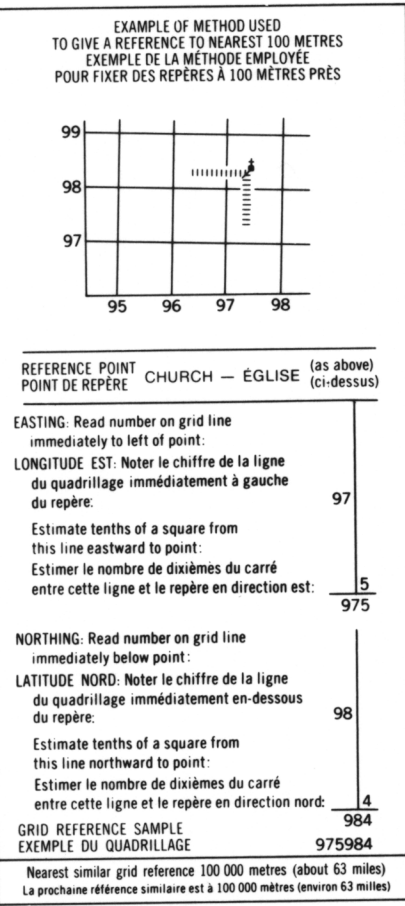 EXAMPLE OF METHOD USED
TO GIVE A REFERENCE TO NEAREST 100 METRES
EXEMPLE DE LA MÉTHODE EMPLOYÉE
POUR FIXER DES REPÈRES À 100 MÈTRES PRÈS
99
98
97
95 96 97 98
REFERENCE POINT
POINT DE REPÈRE CHURCH — ÉGLISE (as above)
(ci-dessus)
EASTING: Read number on grid line
immediately to left of point:
LONGITUDE EST: Noter le chiffre de la ligne
du quadrillage immédiatement à gauche
du repère: 97
Estimate tenths of a square from
this line eastward to point:
Estimer le nombre de dixièmes du carré
entre cette ligne et le repère en direction est: 5
975
NORTHING: Read number on grid line
immediately below point:
LATITUDE NORD: Noter le chiffre de la ligne
du quadrillage immédiatement en-dessous
du repère: 98
Estimate tenths of a square from
this line northward to point:
Estimer le nombre de dixièmes du carré
entre cette ligne et le repère en direction nord: 4
984
GRID REFERENCE SAMPLE
EXEMPLE DU QUADRILLAGE 975984
Nearest similar grid reference 100 000 metres (about 63 miles)
La prochaine référence similaire est à 100 000 mètres (environ 63 milles)